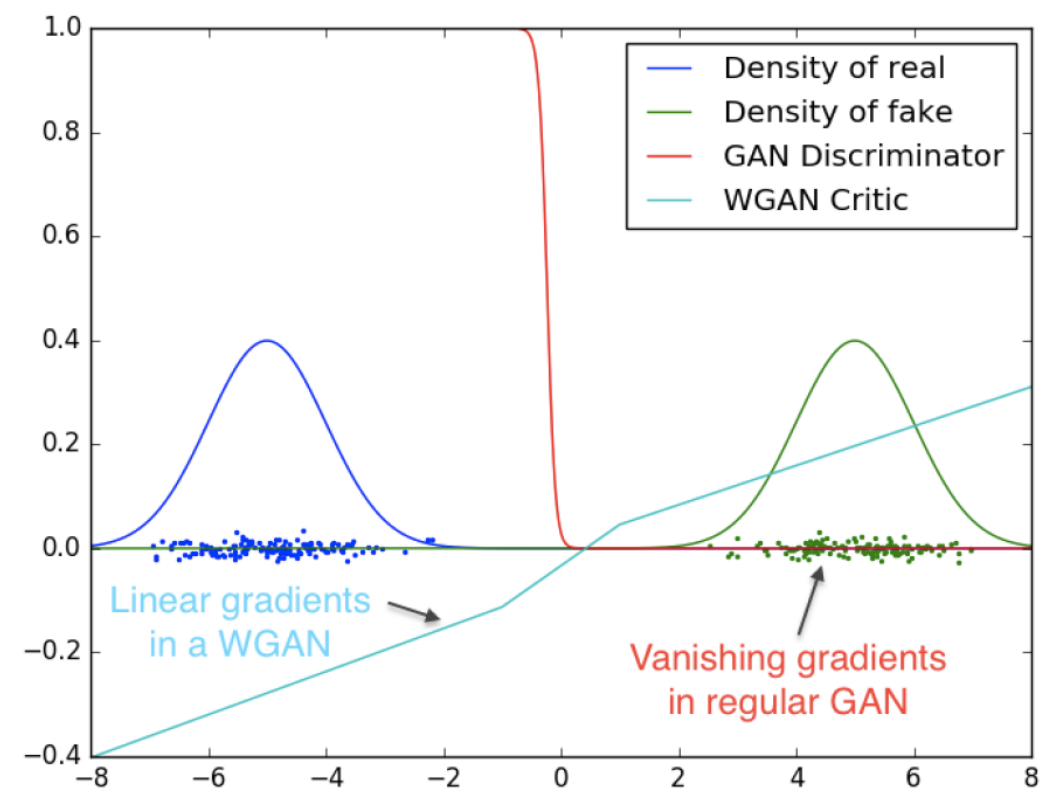 1.0
0.8
0.6
0.4
0.2
0.0
−0.2
−0.4
−8 −6 −4 −2 0 2 4 6 8
Density of real
Density of fake
GAN Discriminator
WGAN Critic
Linear gradients
in a WGAN
Vanishing gradients
in regular GAN